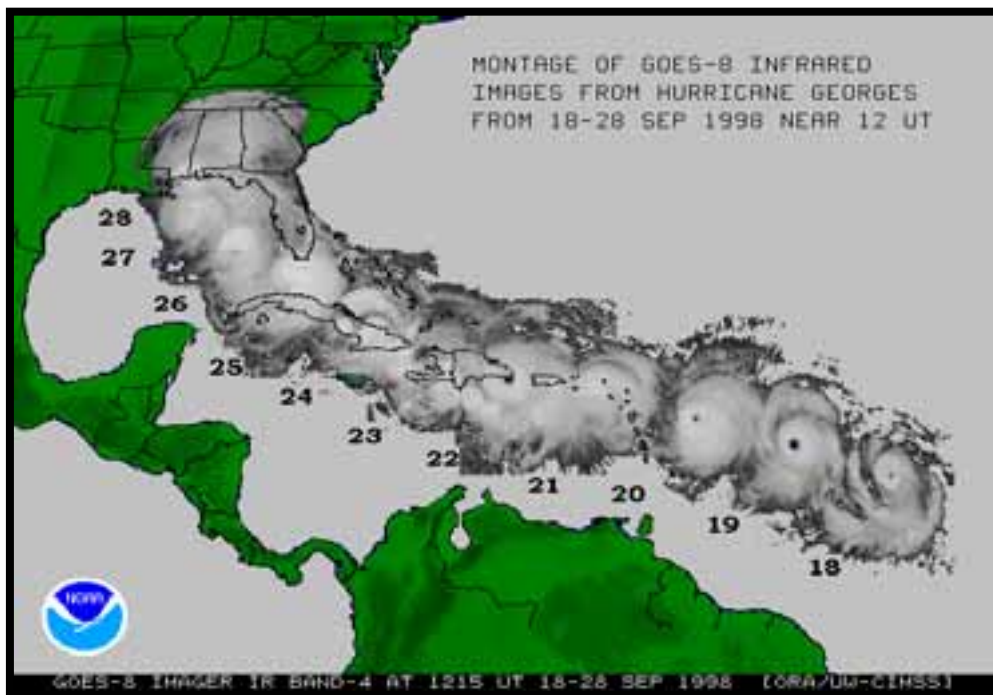 MONTAGE OF GOES-8 INFRARED
IMAGES FROM HURRICANE GEORGES
FROM 18-28 SEP 1998 NEAR 12 UT
28
27
26
25
24
23
22
21
20
19
18
NOAA
GOES-8 IMAGER IR BAND-4 AT 1215 UT 18-28 SEP 1998 [ORA/UW-CIMSS]